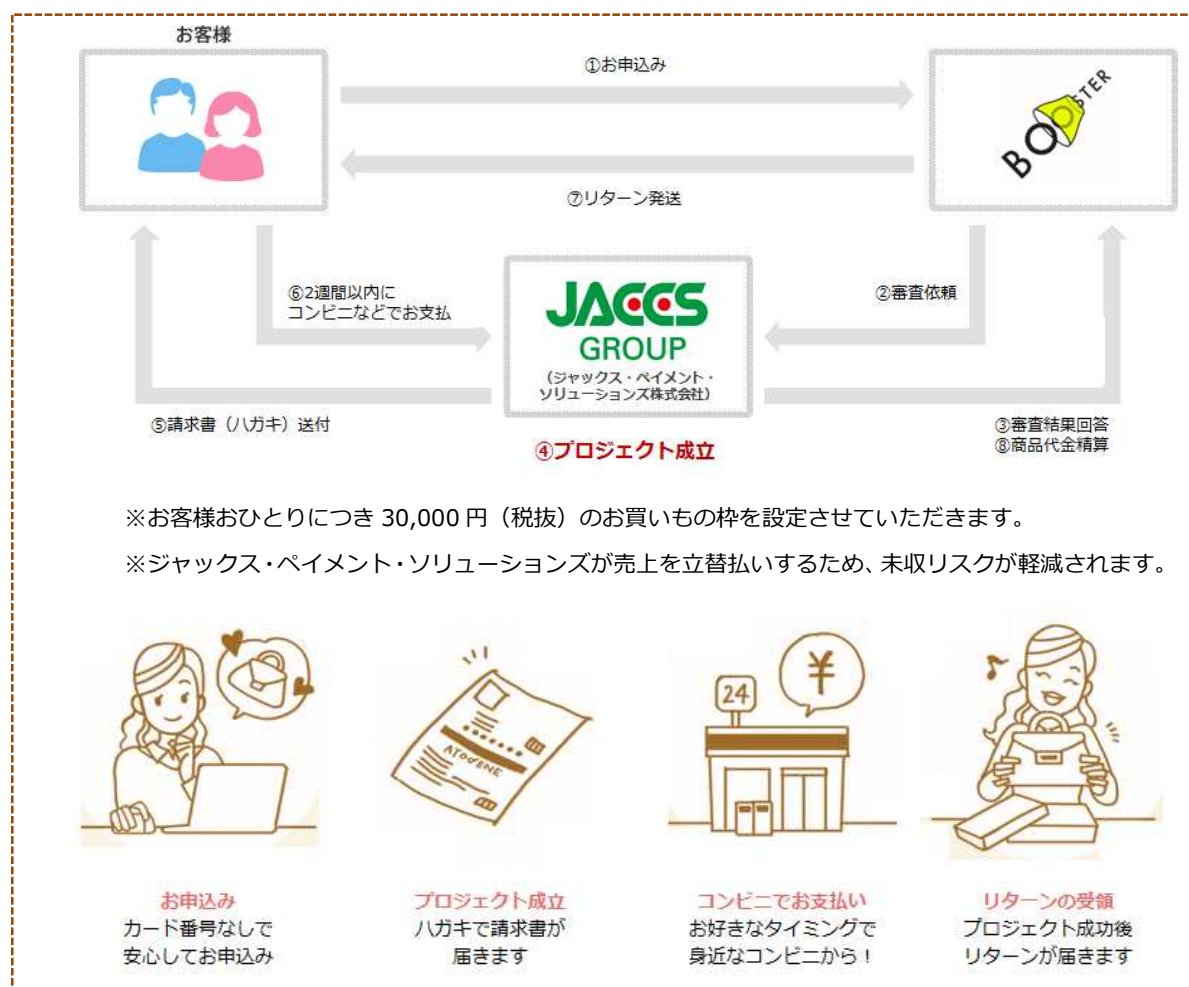 お客様
①お申込み
BOOSTER
⑦リターン発送
⑥2週間以内に
コンビニなどでお支払
②審査依頼
JACCS
GROUP
（ジャックス・ペイメント・
ソリューションズ株式会社）
⑤請求書（ハガキ）送付
③審査結果回答
⑧商品代金精算
④プロジェクト成立
※お客様おひとりにつき 30,000 円（税抜）のお買いもの枠を設定させていただきます。
※ジャックス・ペイメント・ソリューションズが売上を立替払いするため、未収リスクが軽減されます。
ATODENE
24
¥
お申込み
カード番号なしで
安心してお申込み
プロジェクト成立
ハガキで請求書が
届きます
コンビニでお支払い
お好きなタイミングで
身近なコンビニから！
リターンの受領
プロジェクト成功後
リターンが届きます